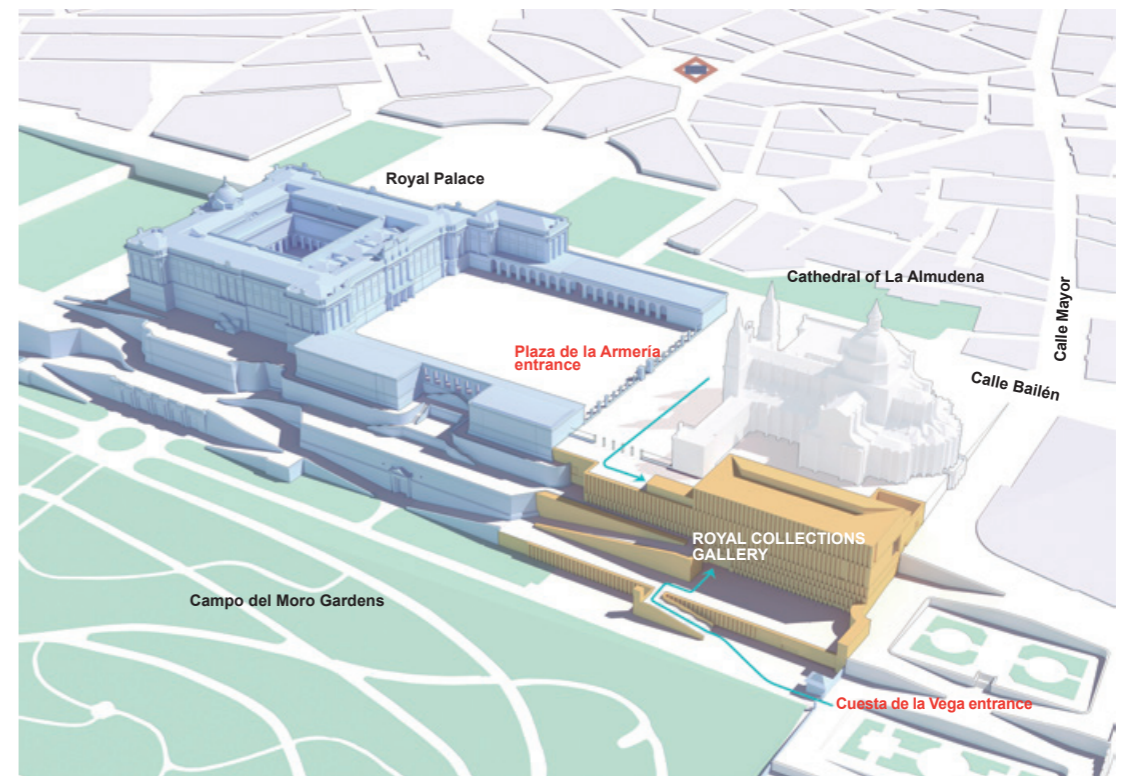 Royal Palace
Cathedral of La Almudena
Calle Mayor
Plaza de la Armería
entrance
Calle Bailén
ROYAL COLLECTIONS
GALLERY
Campo del Moro Gardens
Cuesta de la Vega entrance